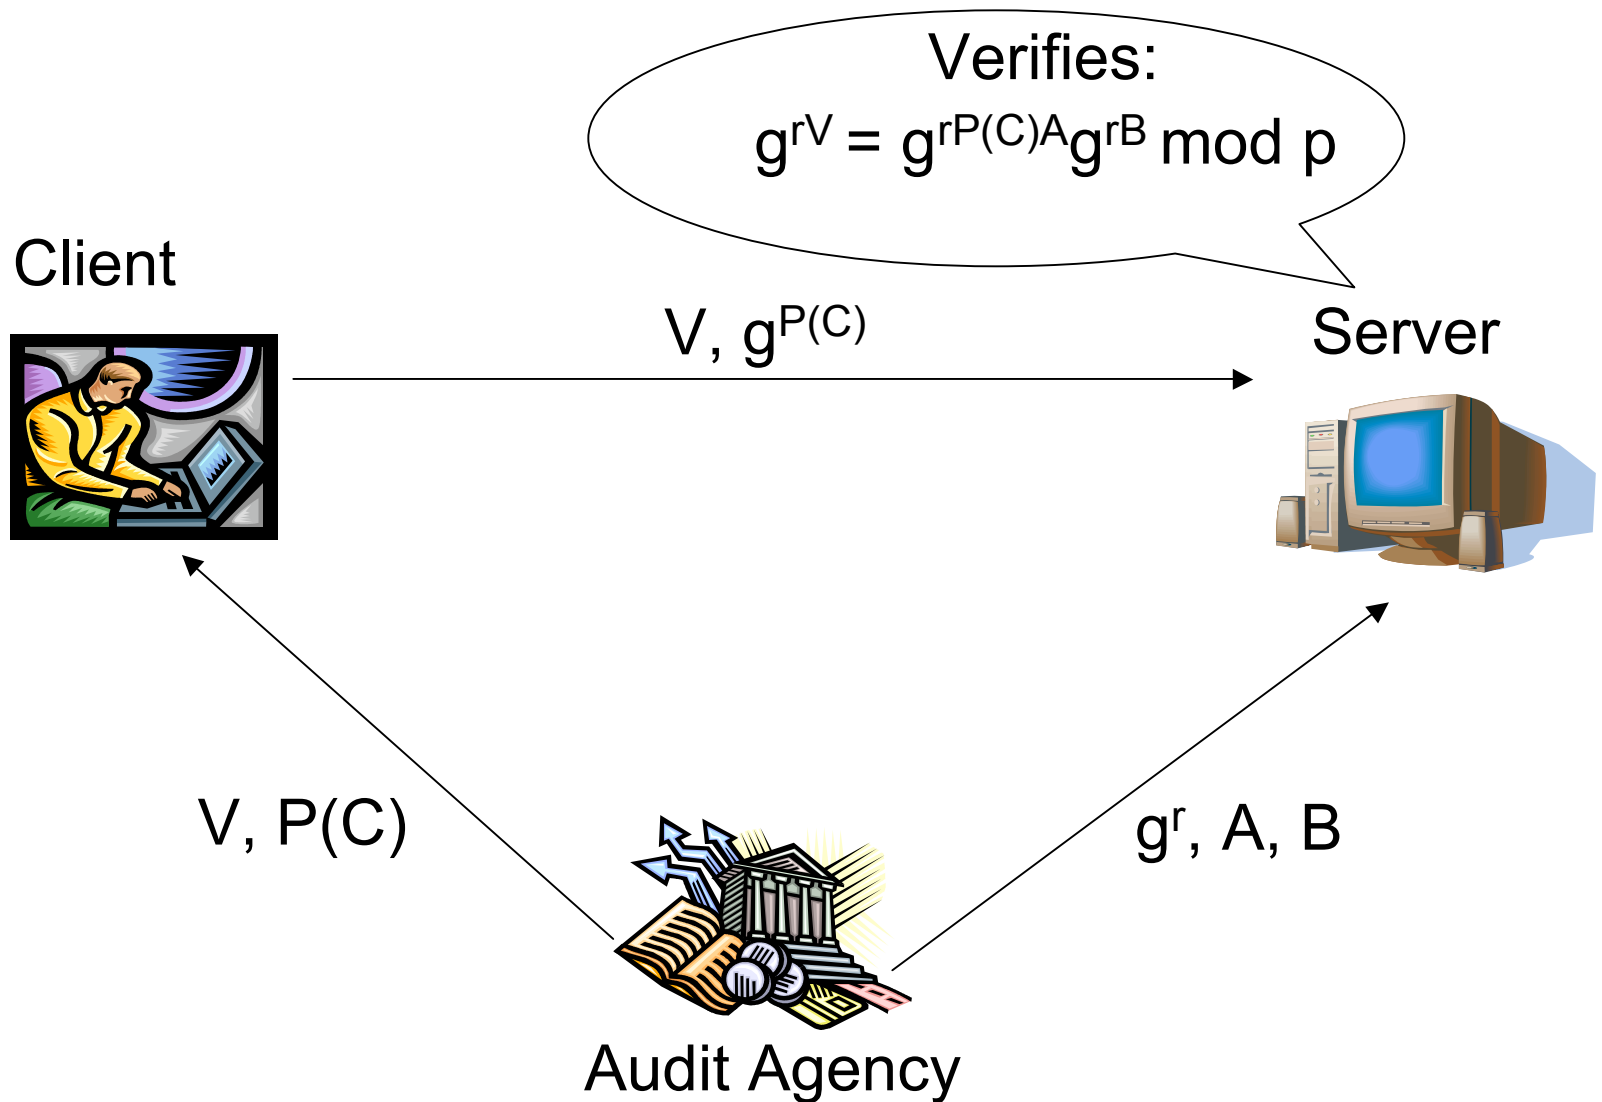 Verifies:
g^{rV} = g^{rP(C)A}g^{rB} mod p
Client
V, g^{P(C)}
Server
V, P(C)
g^r, A, B
Audit Agency